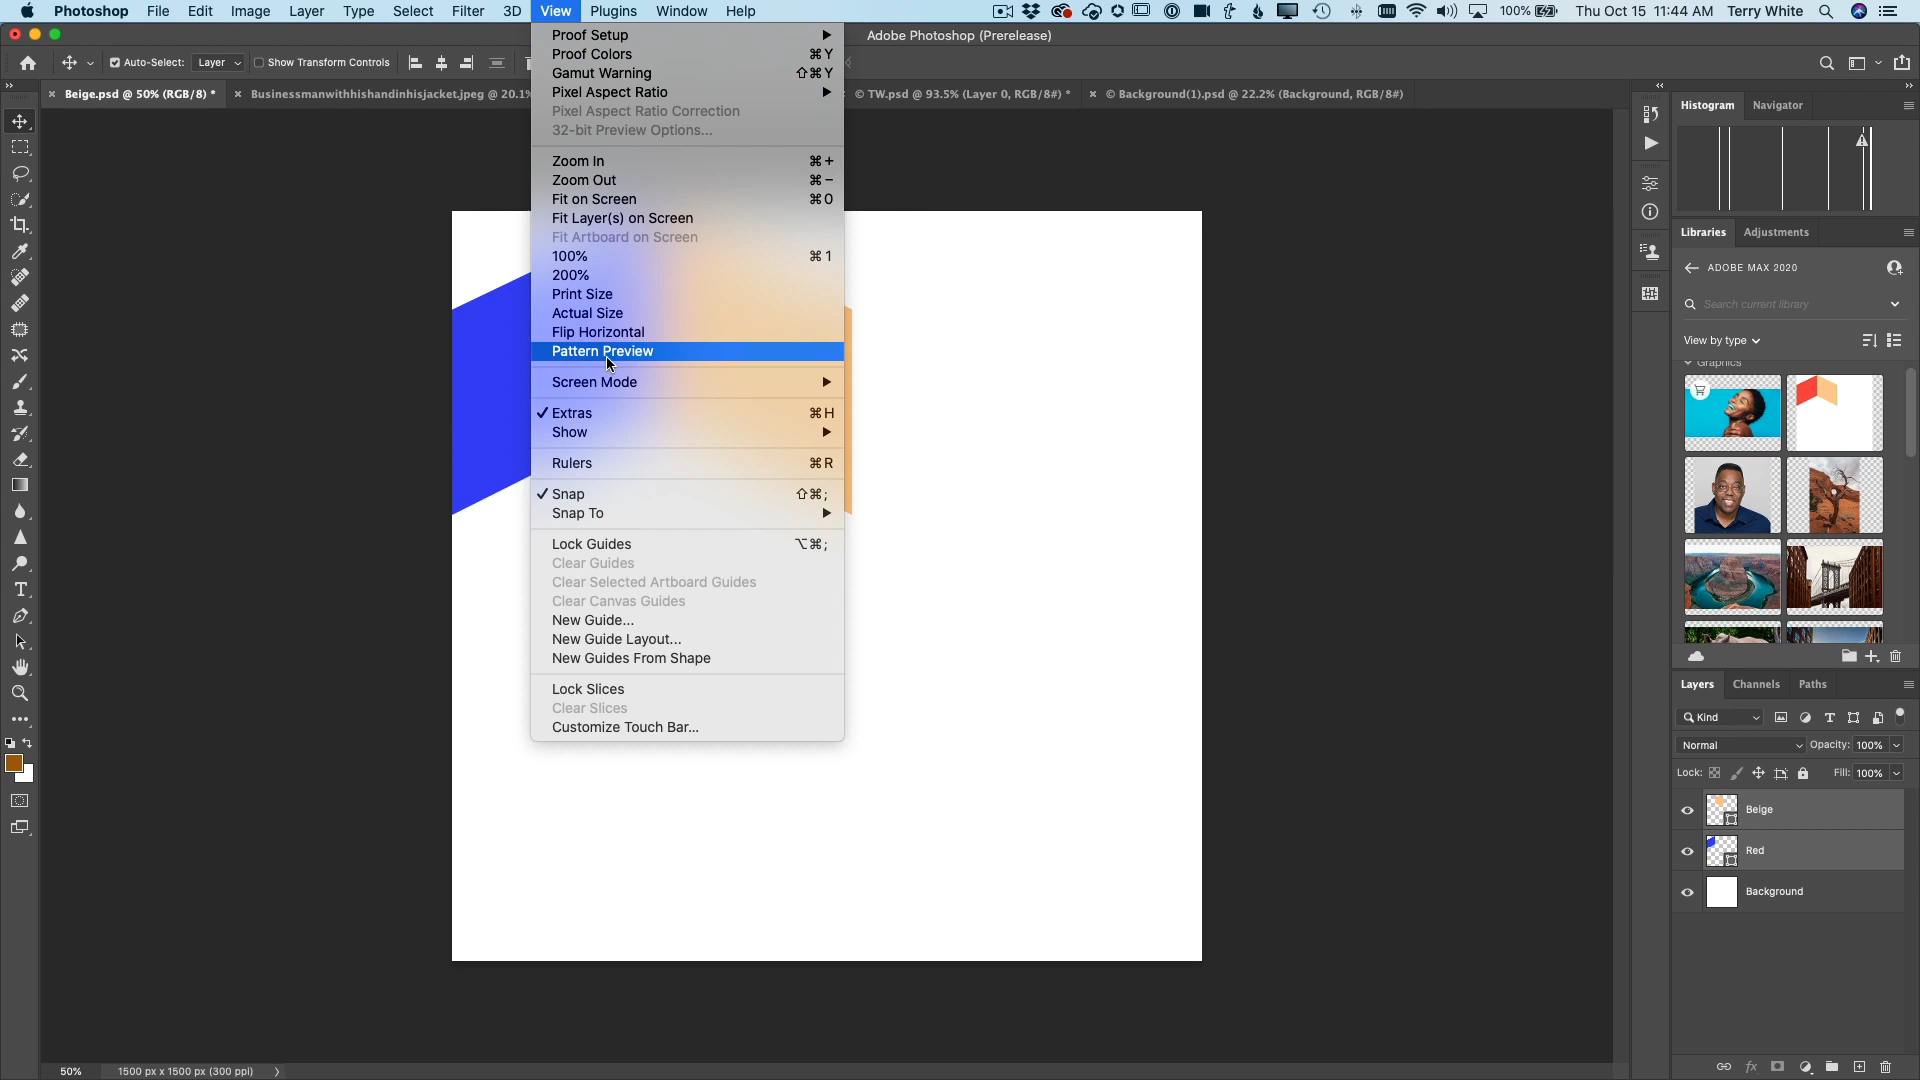 Photoshop File Edit Image Layer Type Select Filter 3D View Plugins Window Help 100% Thu Oct 15 11:44 AM Terry White
Adobe Photoshop (Prerelease)
Auto-Select: Layer Show Transform Controls
Beige.psd @ 50% (RGB/8) * Businessmanwithhishandinhisjacket.jpeg @ 20.1% © TW.psd @ 93.5% (Layer 0, RGB/8#) * © Background(1).psd @ 22.2% (Background, RGB/8#)
Proof Setup
Proof Colors ⌘Y
Gamut Warning ⇧⌘Y
Pixel Aspect Ratio
Pixel Aspect Ratio Correction
32-bit Preview Options...
Zoom In ⌘+
Zoom Out ⌘−
Fit on Screen ⌘0
Fit Layer(s) on Screen
Fit Artboard on Screen
100% ⌘1
200%
Print Size
Actual Size
Flip Horizontal
Pattern Preview
Screen Mode
✓ Extras ⌘H
Show
Rulers ⌘R
✓ Snap ⇧⌘;
Snap To
Lock Guides ⌥⌘;
Clear Guides
Clear Selected Artboard Guides
Clear Canvas Guides
New Guide...
New Guide Layout...
New Guides From Shape
Lock Slices
Clear Slices
Customize Touch Bar...
Histogram Navigator
Libraries Adjustments
ADOBE MAX 2020
Search current library
View by type
Graphics
Layers Channels Paths
Kind
Normal Opacity: 100%
Lock: Fill: 100%
Beige
Red
Background
50% 1500 px x 1500 px (300 ppi)